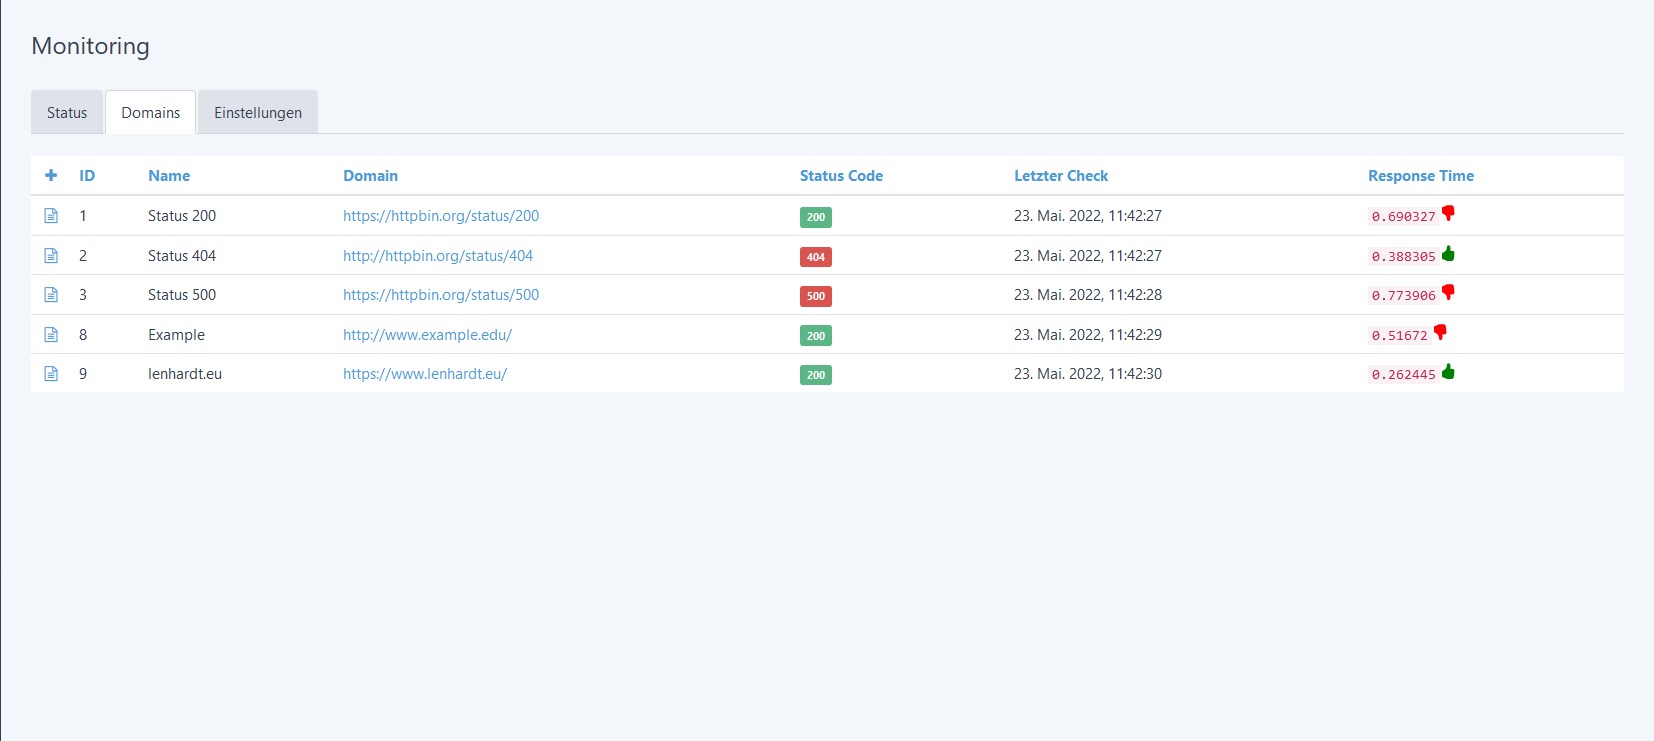 Monitoring
Status Domains Einstellungen
ID Name Domain Status Code Letzter Check Response Time
1 Status 200 https://httpbin.org/status/200 200 23. Mai. 2022, 11:42:27 0.690327
2 Status 404 http://httpbin.org/status/404 404 23. Mai. 2022, 11:42:27 0.388305
3 Status 500 https://httpbin.org/status/500 500 23. Mai. 2022, 11:42:28 0.773906
8 Example http://www.example.edu/ 200 23. Mai. 2022, 11:42:29 0.51672
9 lenhardt.eu https://www.lenhardt.eu/ 200 23. Mai. 2022, 11:42:30 0.262445